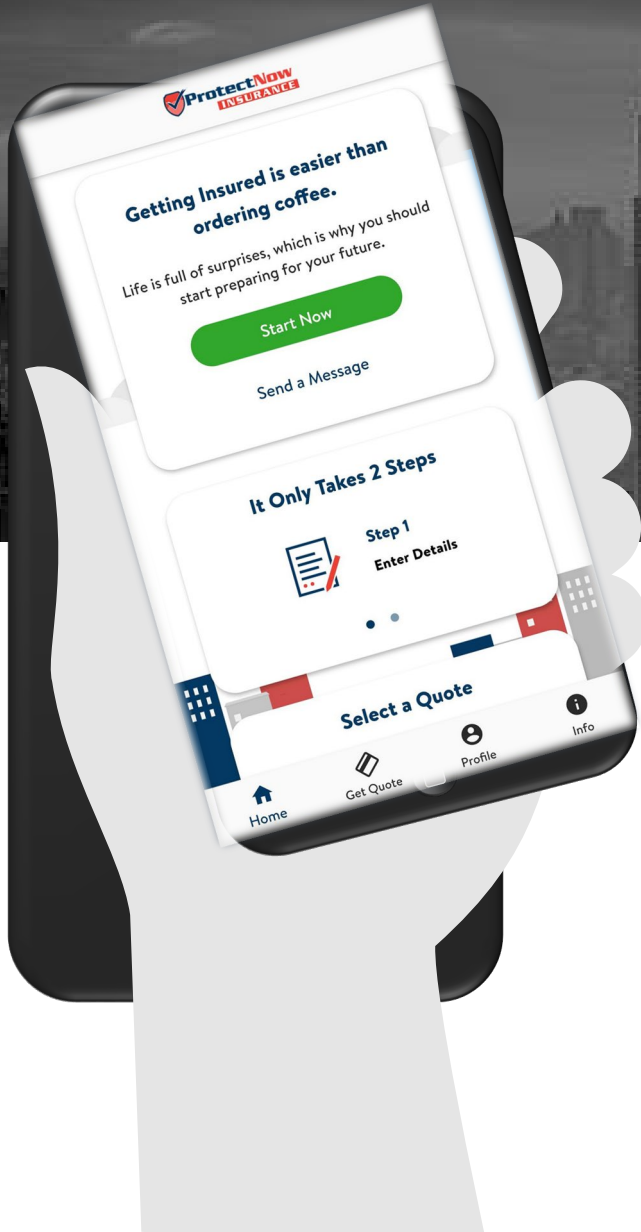 ProtectNow
INSURANCE
Getting Insured is easier than
ordering coffee.
Life is full of surprises, which is why you should
start preparing for your future.
Start Now
Send a Message
It Only Takes 2 Steps
Step 1
Enter Details
Select a Quote
Home
Get Quote
Profile
Info